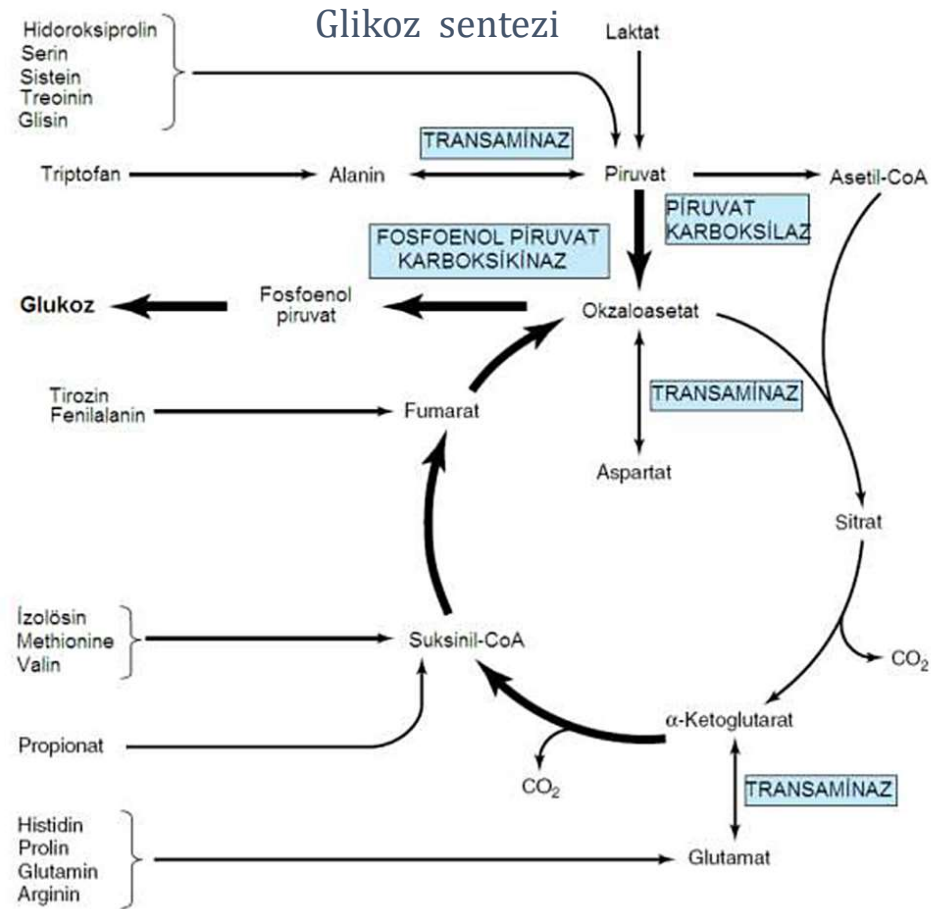 Glikoz sentezi
Hidoroksiprolin
Serin
Sistein
Treoinin
Glisin
Laktat
TRANSAMİNAZ
Triptofan
Alanin
Piruvat
Asetil-CoA
PİRUVAT
KARBOKSİLAZ
FOSFOENOL PİRUVAT
KARBOKSİKİNAZ
Glukoz
Fosfoenol
piruvat
Okzaloasetat
TRANSAMİNAZ
Tirozin
Fenilalanin
Fumarat
Aspartat
Sitrat
İzolösin
Methionine
Valin
Suksinil-CoA
CO2
α-Ketoglutarat
Propionat
CO2
TRANSAMİNAZ
Histidin
Prolin
Glutamin
Arginin
Glutamat